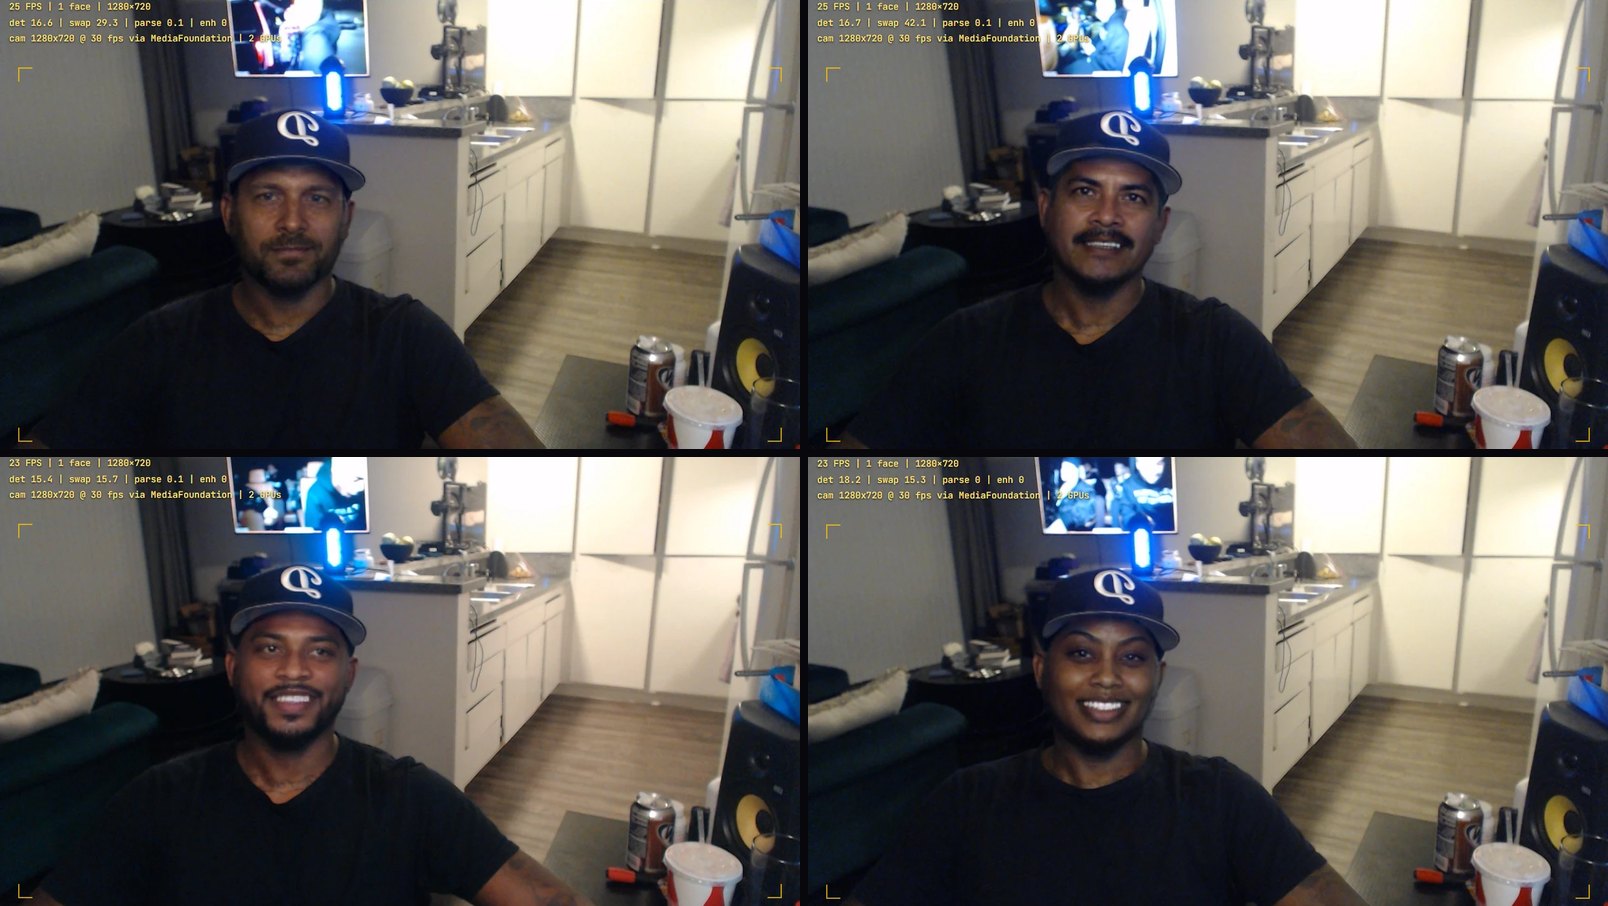 25 FPS | 1 face | 1280×720
det 16.6 | swap 29.3 | parse 0.1 | enh 0
cam 1280x720 @ 30 fps via MediaFoundation | 2 GPUs
25 FPS | 1 face | 1280×720
det 16.7 | swap 42.1 | parse 0.1 | enh 0
cam 1280x720 @ 30 fps via MediaFoundation | 2 GPUs
23 FPS | 1 face | 1280×720
det 15.4 | swap 15.7 | parse 0.1 | enh 0
cam 1280x720 @ 30 fps via MediaFoundation | 2 GPUs
23 FPS | 1 face | 1280×720
det 18.2 | swap 15.3 | parse 0 | enh 0
cam 1280x720 @ 30 fps via MediaFoundation | 2 GPUs